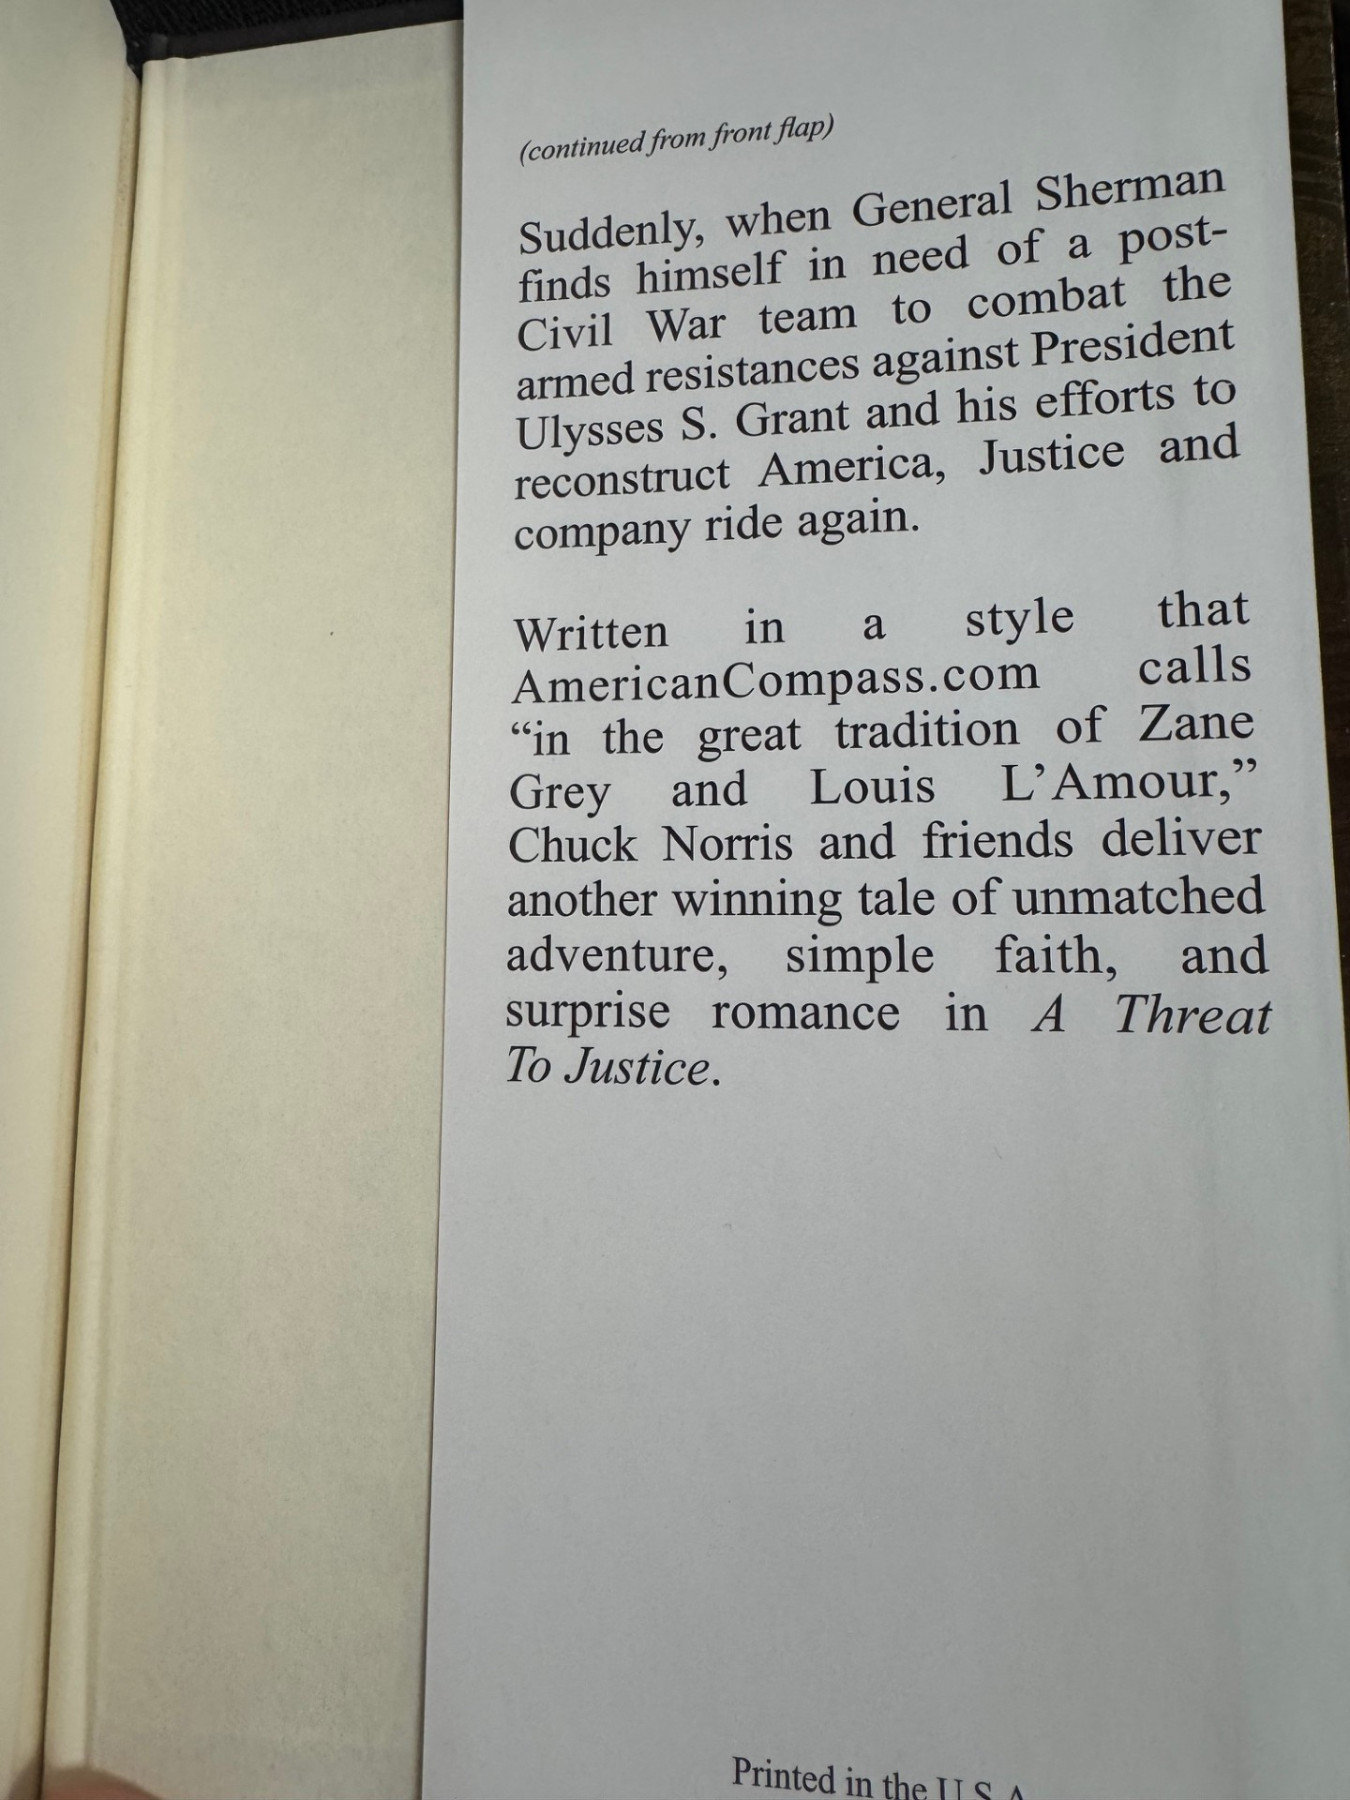 (continued from front flap)
Suddenly, when General Sherman
finds himself in need of a post-
Civil War team to combat the
armed resistances against President
Ulysses S. Grant and his efforts to
reconstruct America, Justice and
company ride again.
Written in a style that
AmericanCompass.com calls
“in the great tradition of Zane
Grey and Louis L’Amour,”
Chuck Norris and friends deliver
another winning tale of unmatched
adventure, simple faith, and
surprise romance in A Threat
To Justice.
Printed in the U.S.A.